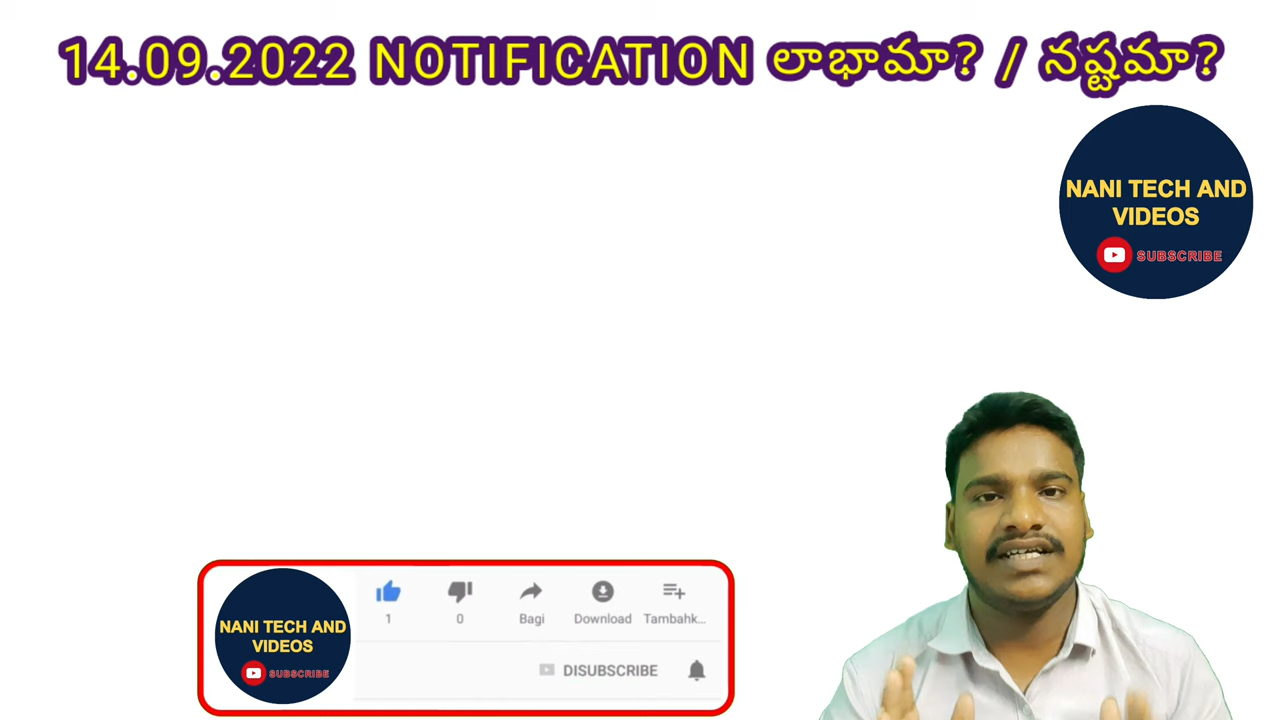 14.09.2022 NOTIFICATION లాభామా? / నష్టమా?
NANI TECH AND
VIDEOS
SUBSCRIBE
NANI TECH AND
VIDEOS
SUBSCRIBE
1 0 Bagi Download Tambahk...
DISUBSCRIBE